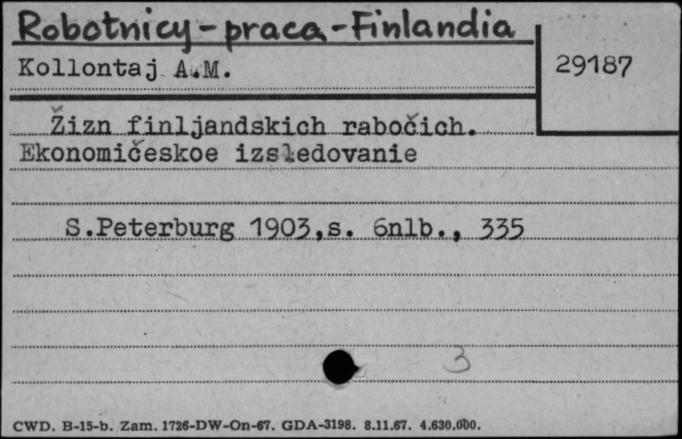 Robotnicy - praca - Finlandia
Kollontaj A.M.
29187
Žizn finljandskich rabočich.
Ekonomičeskoe izsledovanie
S.Peterburg 1903,s. 6nlb., 335
3
CWD. B-15-b. Zam. 1726-DW-On-67. GDA-3198. 8.11.67. 4.630.000.